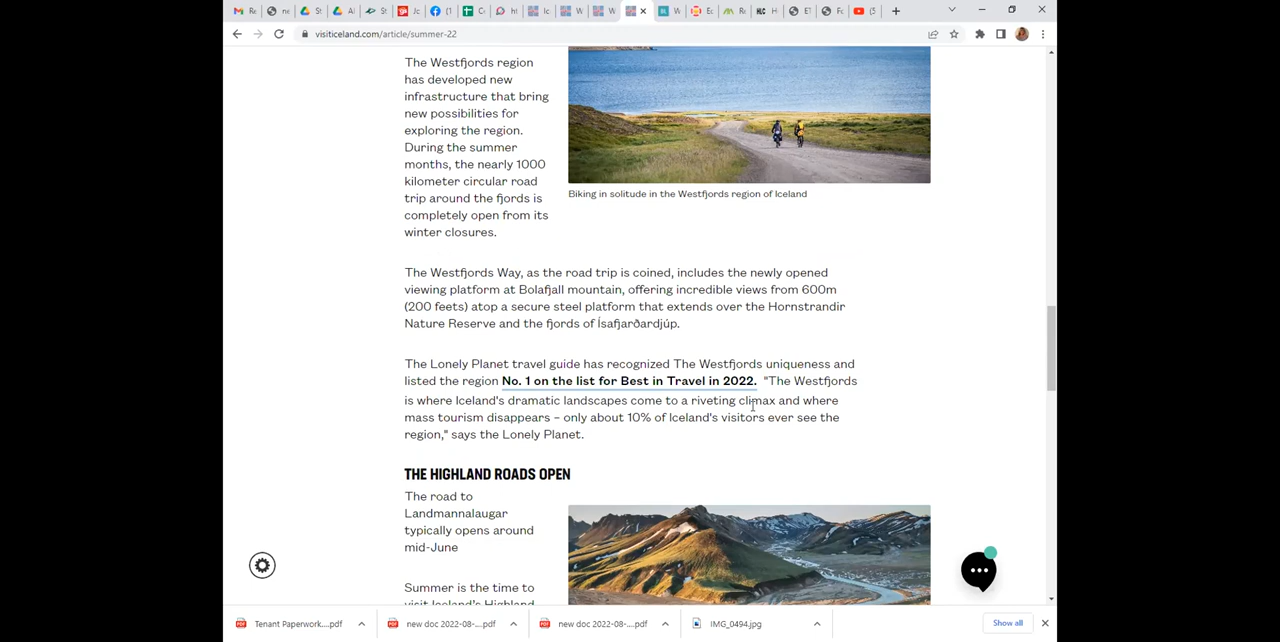 visiticeland.com/article/summer-22
The Westfjords region
has developed new
infrastructure that bring
new possibilities for
exploring the region.
During the summer
months, the nearly 1000
kilometer circular road
trip around the fjords is
completely open from its
winter closures.
Biking in solitude in the Westfjords region of Iceland
The Westfjords Way, as the road trip is coined, includes the newly opened
viewing platform at Bolafjall mountain, offering incredible views from 600m
(200 feets) atop a secure steel platform that extends over the Hornstrandir
Nature Reserve and the fjords of Ísafjarðardjúp.
The Lonely Planet travel guide has recognized The Westfjords uniqueness and
listed the region No. 1 on the list for Best in Travel in 2022. "The Westfjords
is where Iceland's dramatic landscapes come to a riveting climax and where
mass tourism disappears – only about 10% of Iceland's visitors ever see the
region," says the Lonely Planet.
THE HIGHLAND ROADS OPEN
The road to
Landmannalaugar
typically opens around
mid-June
Summer is the time to
visit Iceland's Highland
Tenant Paperwork....pdf
new doc 2022-08-....pdf
new doc 2022-08-....pdf
IMG_0494.jpg
Show all